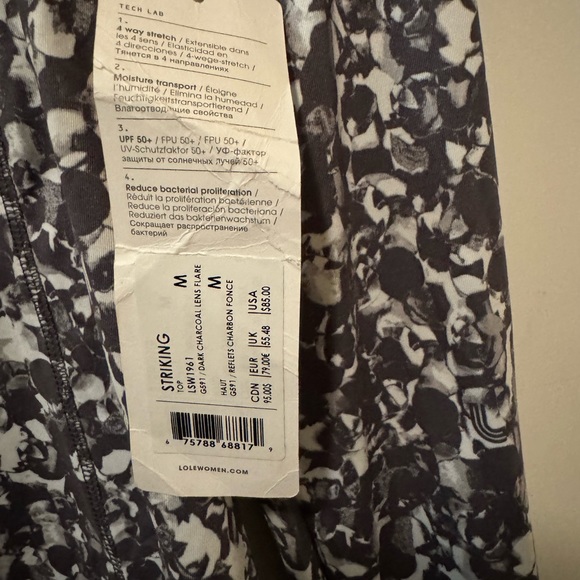 TECH LAB
1.
4 way stretch / Extensible dans
les 4 sens / Elasticidad en
4 direcciones / 4-wege-stretch /
Тянется в 4 направлениях
2.
Moisture transport / Éloigne
l'humidité / Elimina la humedad /
Feuchtigkeitstransportierend /
Влагоотводящие свойства
3.
UPF 50+ / FPU 50+ / FPU 50+ /
UV-Schutzfaktor 50+ / УФ-фактор
защиты от солнечных лучей 50+
4.
Reduce bacterial proliferation /
Réduit la prolifération bactérienne /
Reduce la proliferación bacteriana /
Reduziert das bakterienwachstum /
Сокращает распространение
бактерий
STRIKING
TOP M
LSW1961
G591 / DARK CHARCOAL LENS FLARE
HAUT M
G591 / REFLETS CHARBON FONCE
CDN EUR UK USA
95.00$ 79.00€ 55.48 $85.00
6 75788 68817 9
LOLEWOMEN.COM